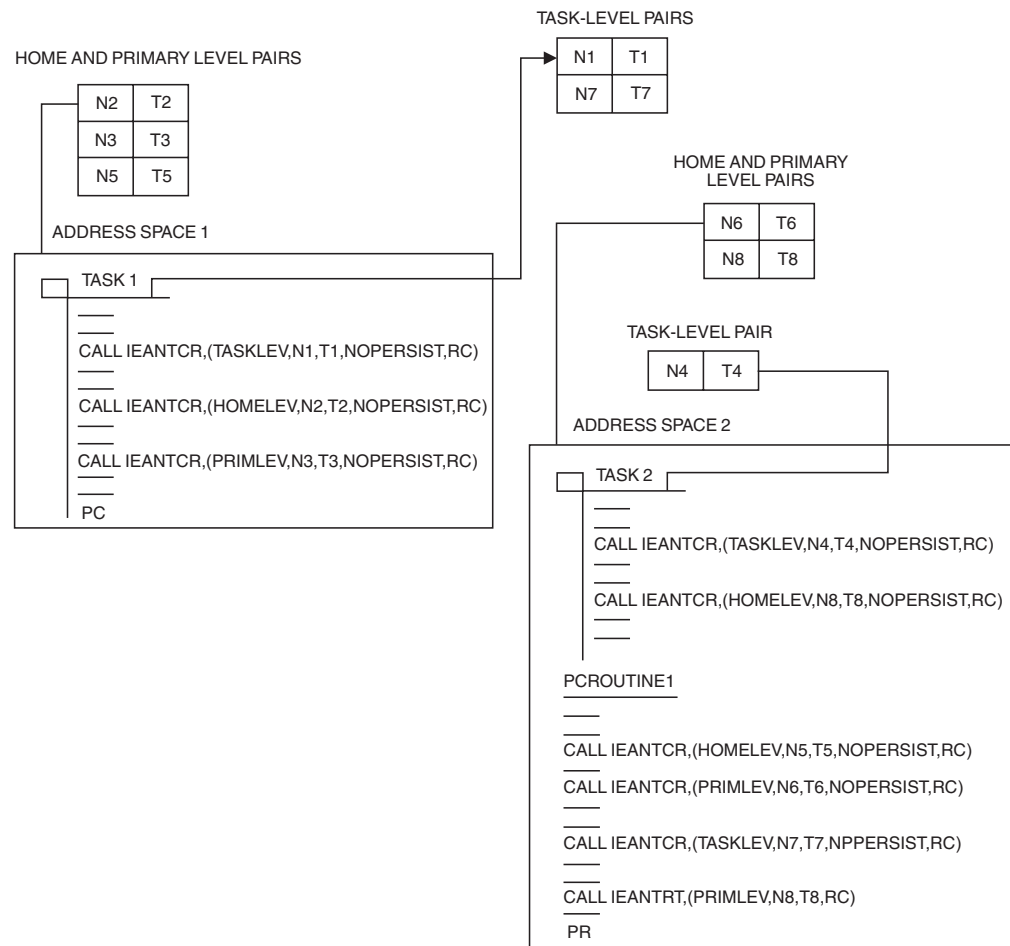 TASK-LEVEL PAIRS
N1 T1
N7 T7
HOME AND PRIMARY LEVEL PAIRS
N2 T2
N3 T3
N5 T5
HOME AND PRIMARY
LEVEL PAIRS
N6 T6
N8 T8
ADDRESS SPACE 1
TASK 1
CALL IEANTCR,(TASKLEV,N1,T1,NOPERSIST,RC)
CALL IEANTCR,(HOMELEV,N2,T2,NOPERSIST,RC)
CALL IEANTCR,(PRIMLEV,N3,T3,NOPERSIST,RC)
PC
TASK-LEVEL PAIR
N4 T4
ADDRESS SPACE 2
TASK 2
CALL IEANTCR,(TASKLEV,N4,T4,NOPERSIST,RC)
CALL IEANTCR,(HOMELEV,N8,T8,NOPERSIST,RC)
PCROUTINE1
CALL IEANTCR,(HOMELEV,N5,T5,NOPERSIST,RC)
CALL IEANTCR,(PRIMLEV,N6,T6,NOPERSIST,RC)
CALL IEANTCR,(TASKLEV,N7,T7,NPPERSIST,RC)
CALL IEANTRT,(PRIMLEV,N8,T8,RC)
PR